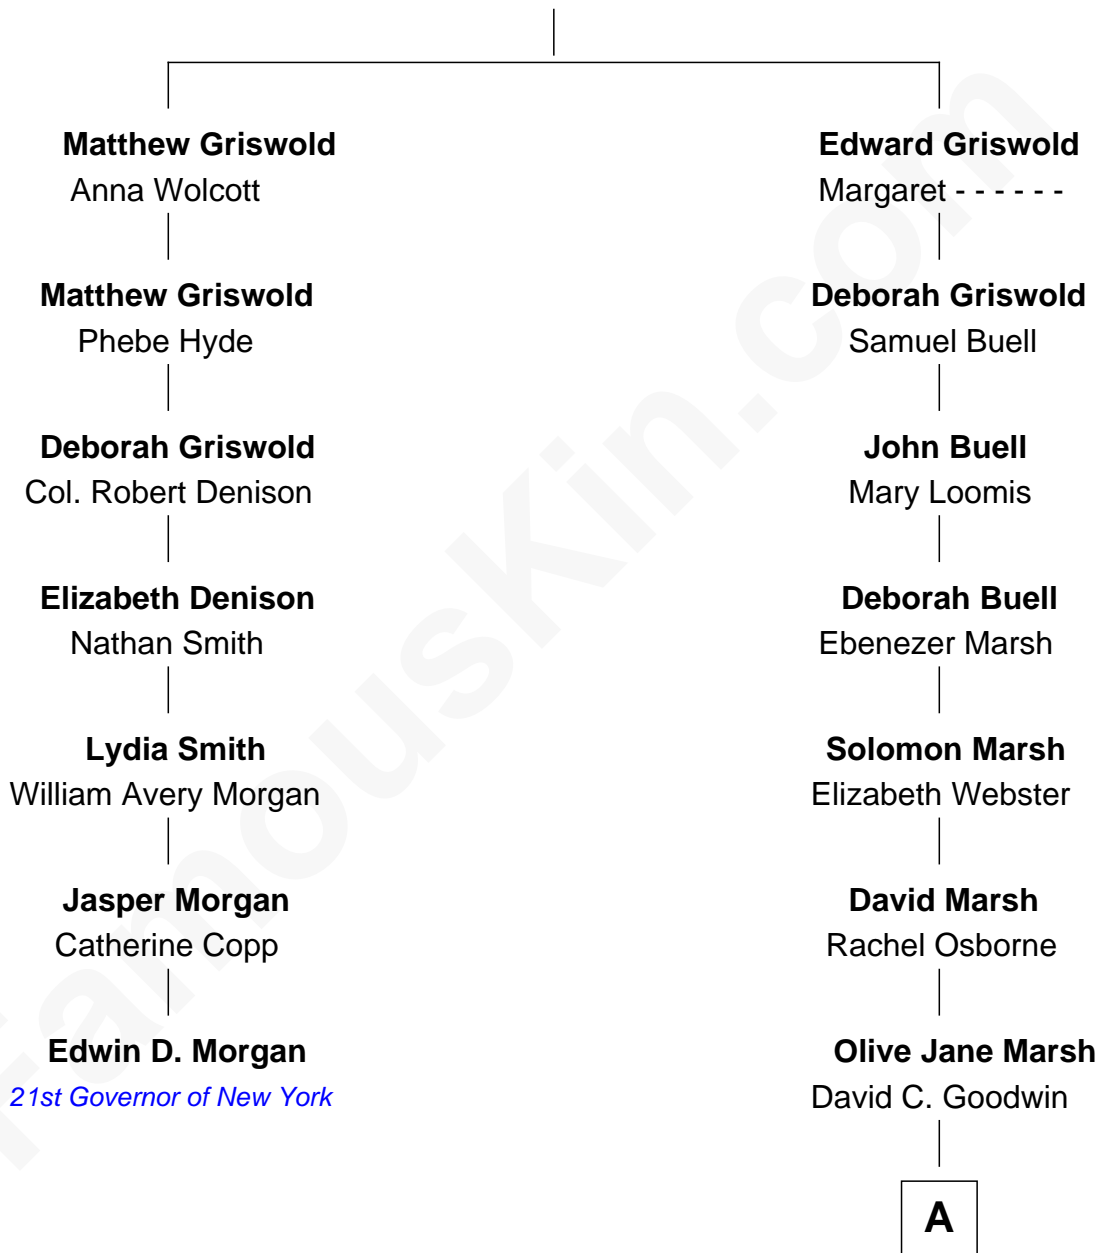 Matthew Griswold
Anna Wolcott
Edward Griswold
Margaret - - - - - -
Matthew Griswold
Phebe Hyde
Deborah Griswold
Samuel Buell
Deborah Griswold
Col. Robert Denison
John Buell
Mary Loomis
Elizabeth Denison
Nathan Smith
Deborah Buell
Ebenezer Marsh
Lydia Smith
William Avery Morgan
Solomon Marsh
Elizabeth Webster
Jasper Morgan
Catherine Copp
David Marsh
Rachel Osborne
Edwin D. Morgan
21st Governor of New York
Olive Jane Marsh
David C. Goodwin
A
FamousKin.com